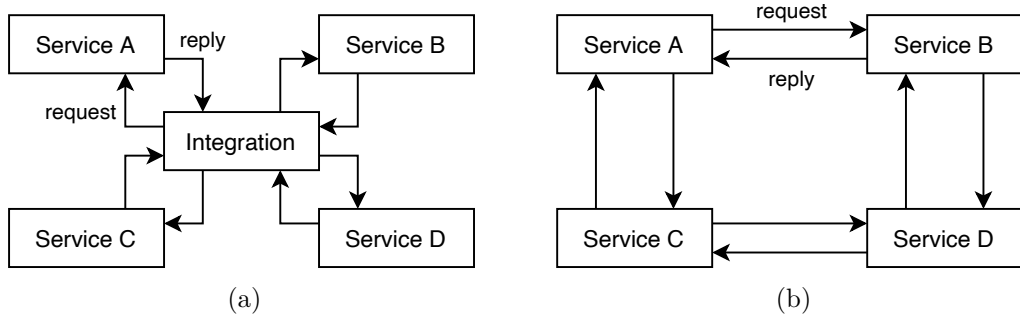 Service A
reply
Service B
request
Integration
Service C
Service D
(a)
request
Service A
Service B
reply
Service C
Service D
(b)